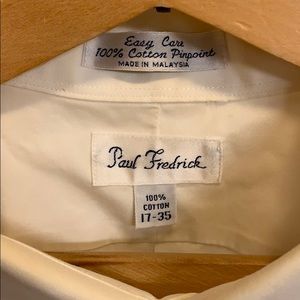 Easy Care
100% Cotton Pinpoint
MADE IN MALAYSIA
Paul Fredrick
100%
COTTON
17-35